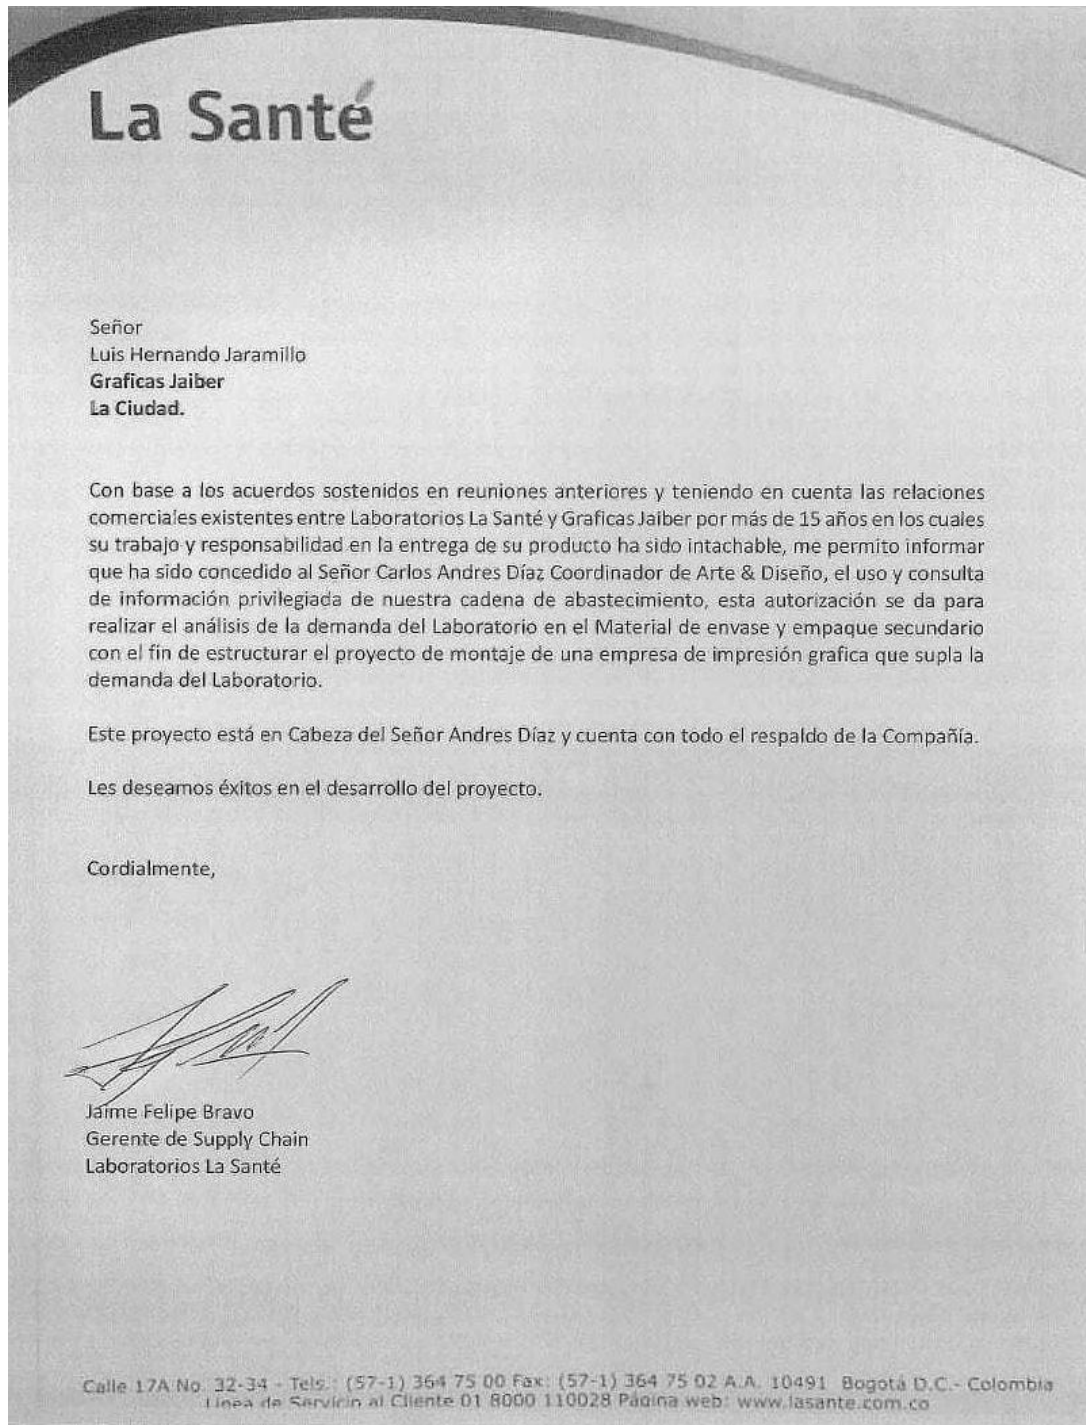 La Santé
Señor
Luis Hernando Jaramillo
Graficas Jaiber
La Ciudad.
Con base a los acuerdos sostenidos en reuniones anteriores y teniendo en cuenta las relaciones
comerciales existentes entre Laboratorios La Santé y Graficas Jaiber por más de 15 años en los cuales
su trabajo y responsabilidad en la entrega de su producto ha sido intachable, me permito informar
que ha sido concedido al Señor Carlos Andres Díaz Coordinador de Arte & Diseño, el uso y consulta
de información privilegiada de nuestra cadena de abastecimiento, esta autorización se da para
realizar el análisis de la demanda del Laboratorio en el Material de envase y empaque secundario
con el fin de estructurar el proyecto de montaje de una empresa de impresión grafica que supla la
demanda del Laboratorio.
Este proyecto está en Cabeza del Señor Andres Díaz y cuenta con todo el respaldo de la Compañía.
Les deseamos éxitos en el desarrollo del proyecto.
Cordialmente,
Jaime Felipe Bravo
Gerente de Supply Chain
Laboratorios La Santé
Calle 17A No. 32-34 - Tels.: (57-1) 364 75 00 Fax: (57-1) 364 75 02 A.A. 10491 Bogotá D.C.- Colombia
Línea de Servicio al Cliente 01 8000 110028 Página web: www.lasante.com.co